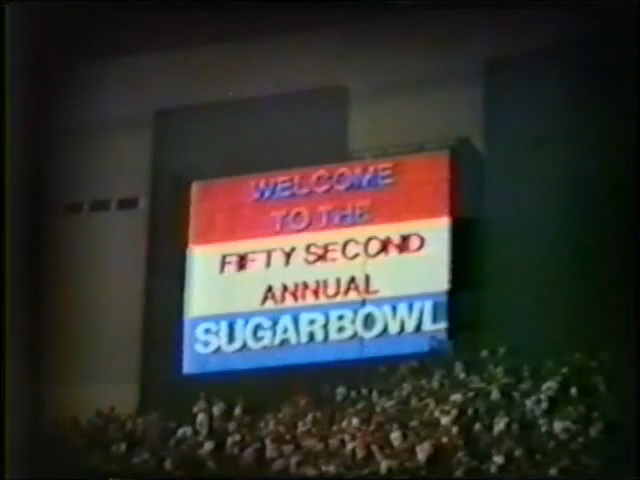 WELCOME
TO THE
FIFTY SECOND
ANNUAL
SUGARBOWL